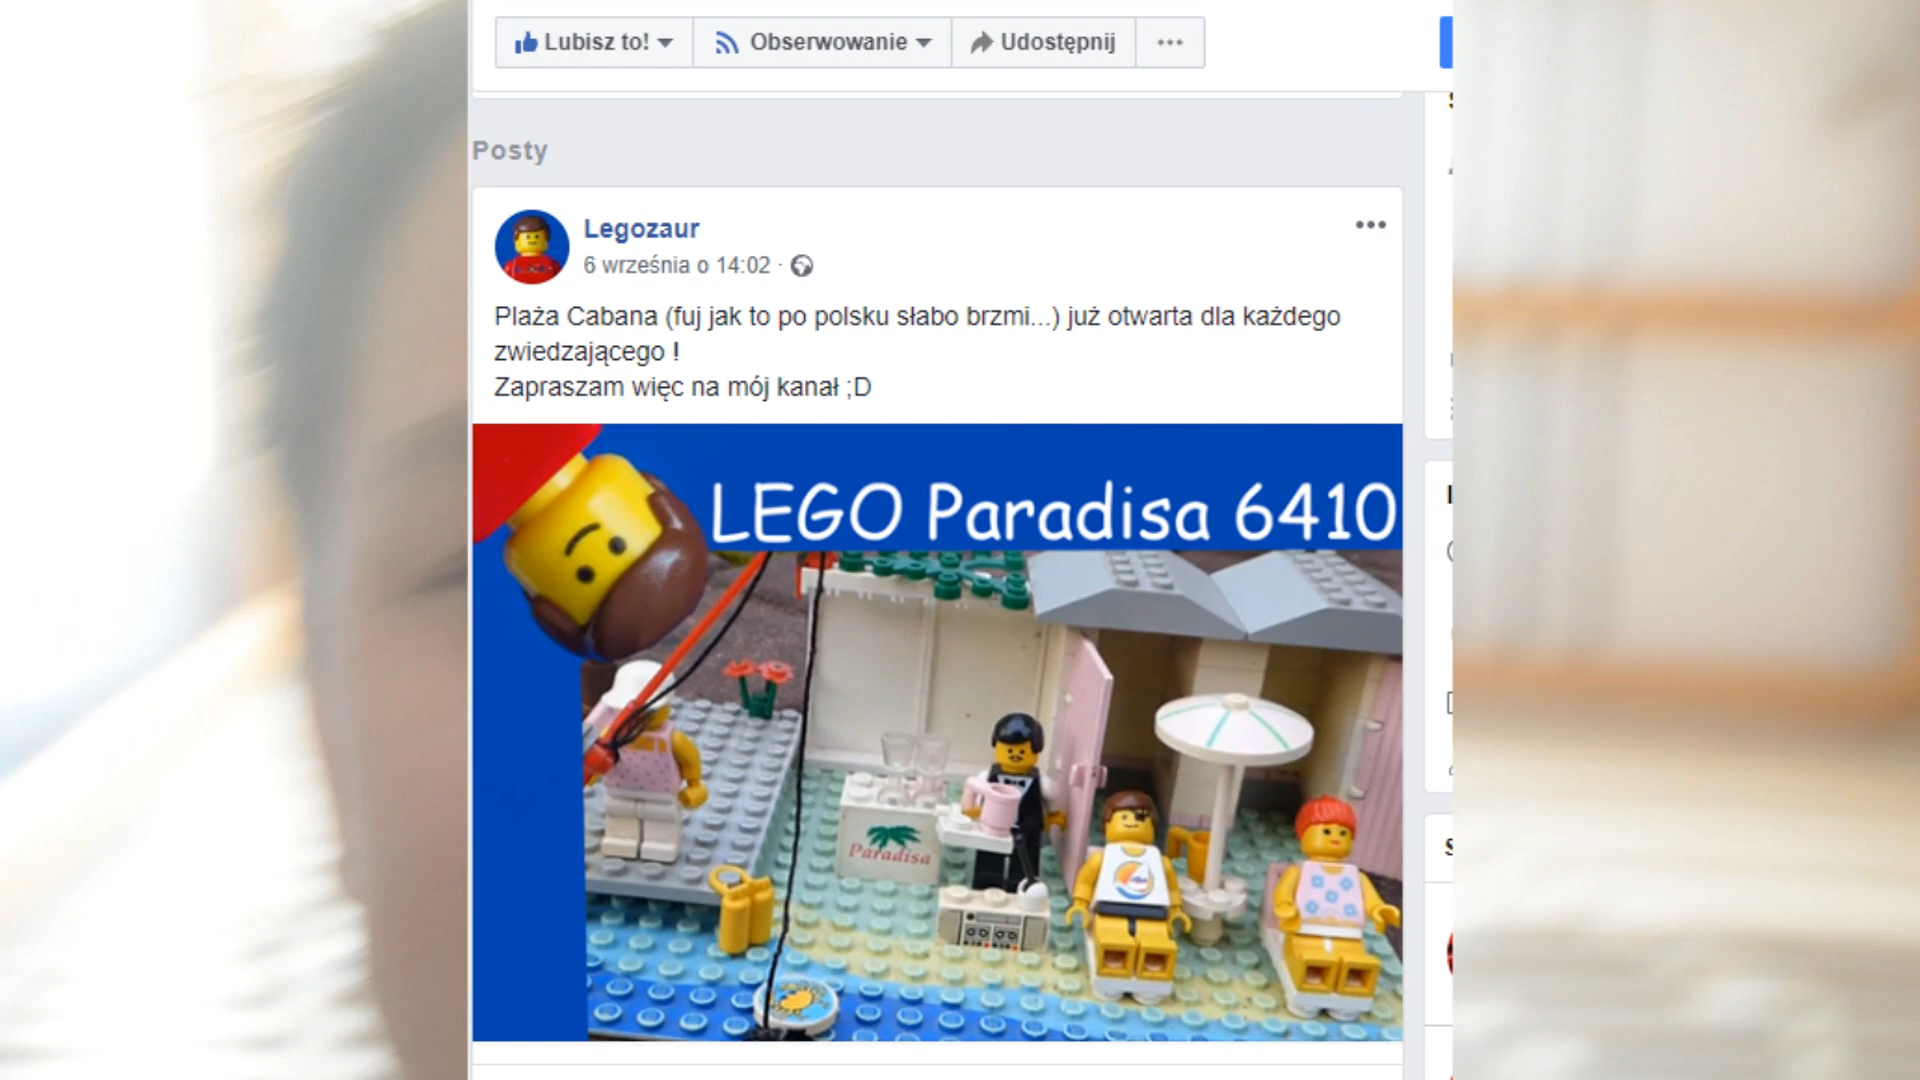 Lubisz to! Obserwowanie Udostępnij ...
Posty
Legozaur
6 września o 14:02 ·
Plaża Cabana (fuj jak to po polsku słabo brzmi...) już otwarta dla każdego
zwiedzającego !
Zapraszam więc na mój kanał ;D
LEGO Paradisa 6410
Paradisa